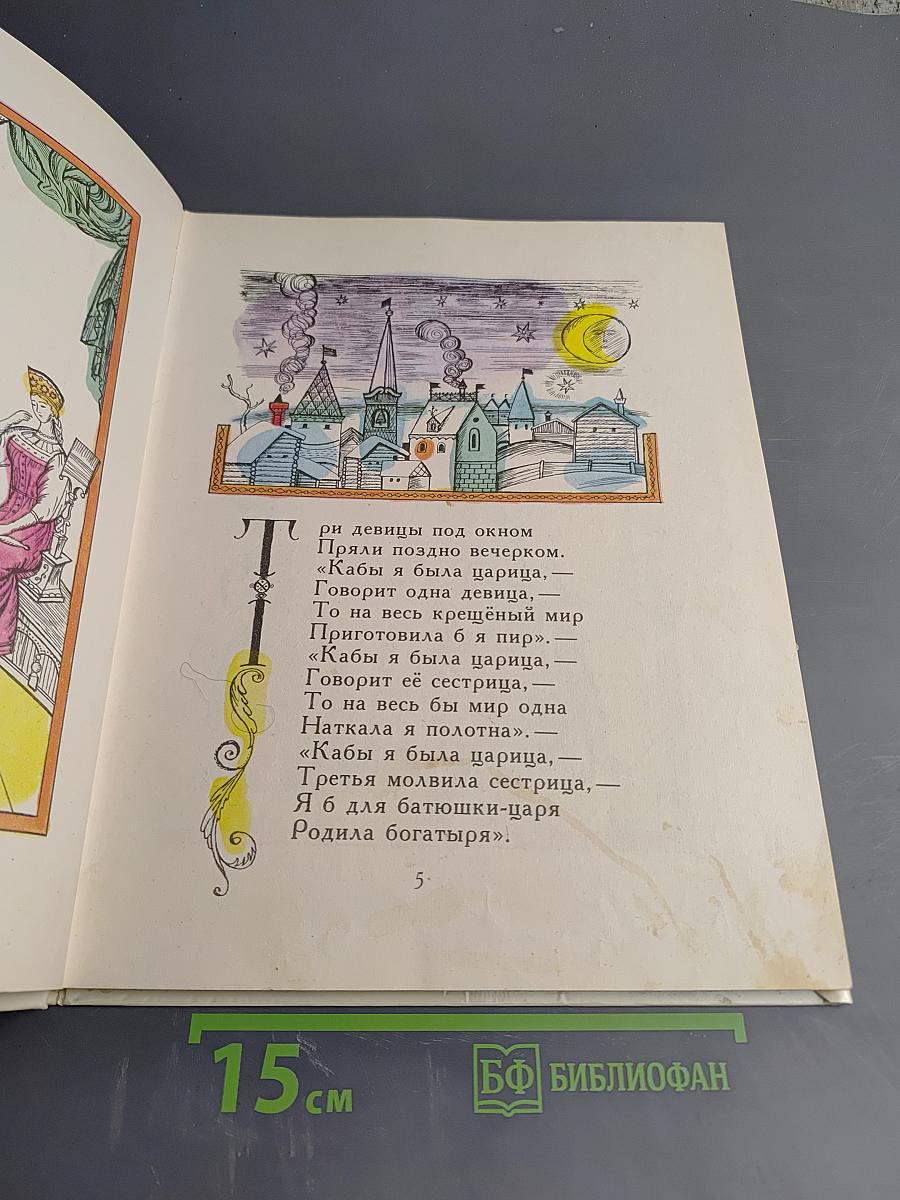 Три девицы под окном
Пряли поздно вечерком.
«Кабы я была царица, —
Говорит одна девица, —
То на весь крещёный мир
Приготовила б я пир». —
«Кабы я была царица, —
Говорит её сестрица, —
То на весь бы мир одна
Наткала я полотна». —
«Кабы я была царица, —
Третья молвила сестрица, —
Я б для батюшки-царя
Родила богатыря».
5
15 см
БФ БИБЛИОФАН